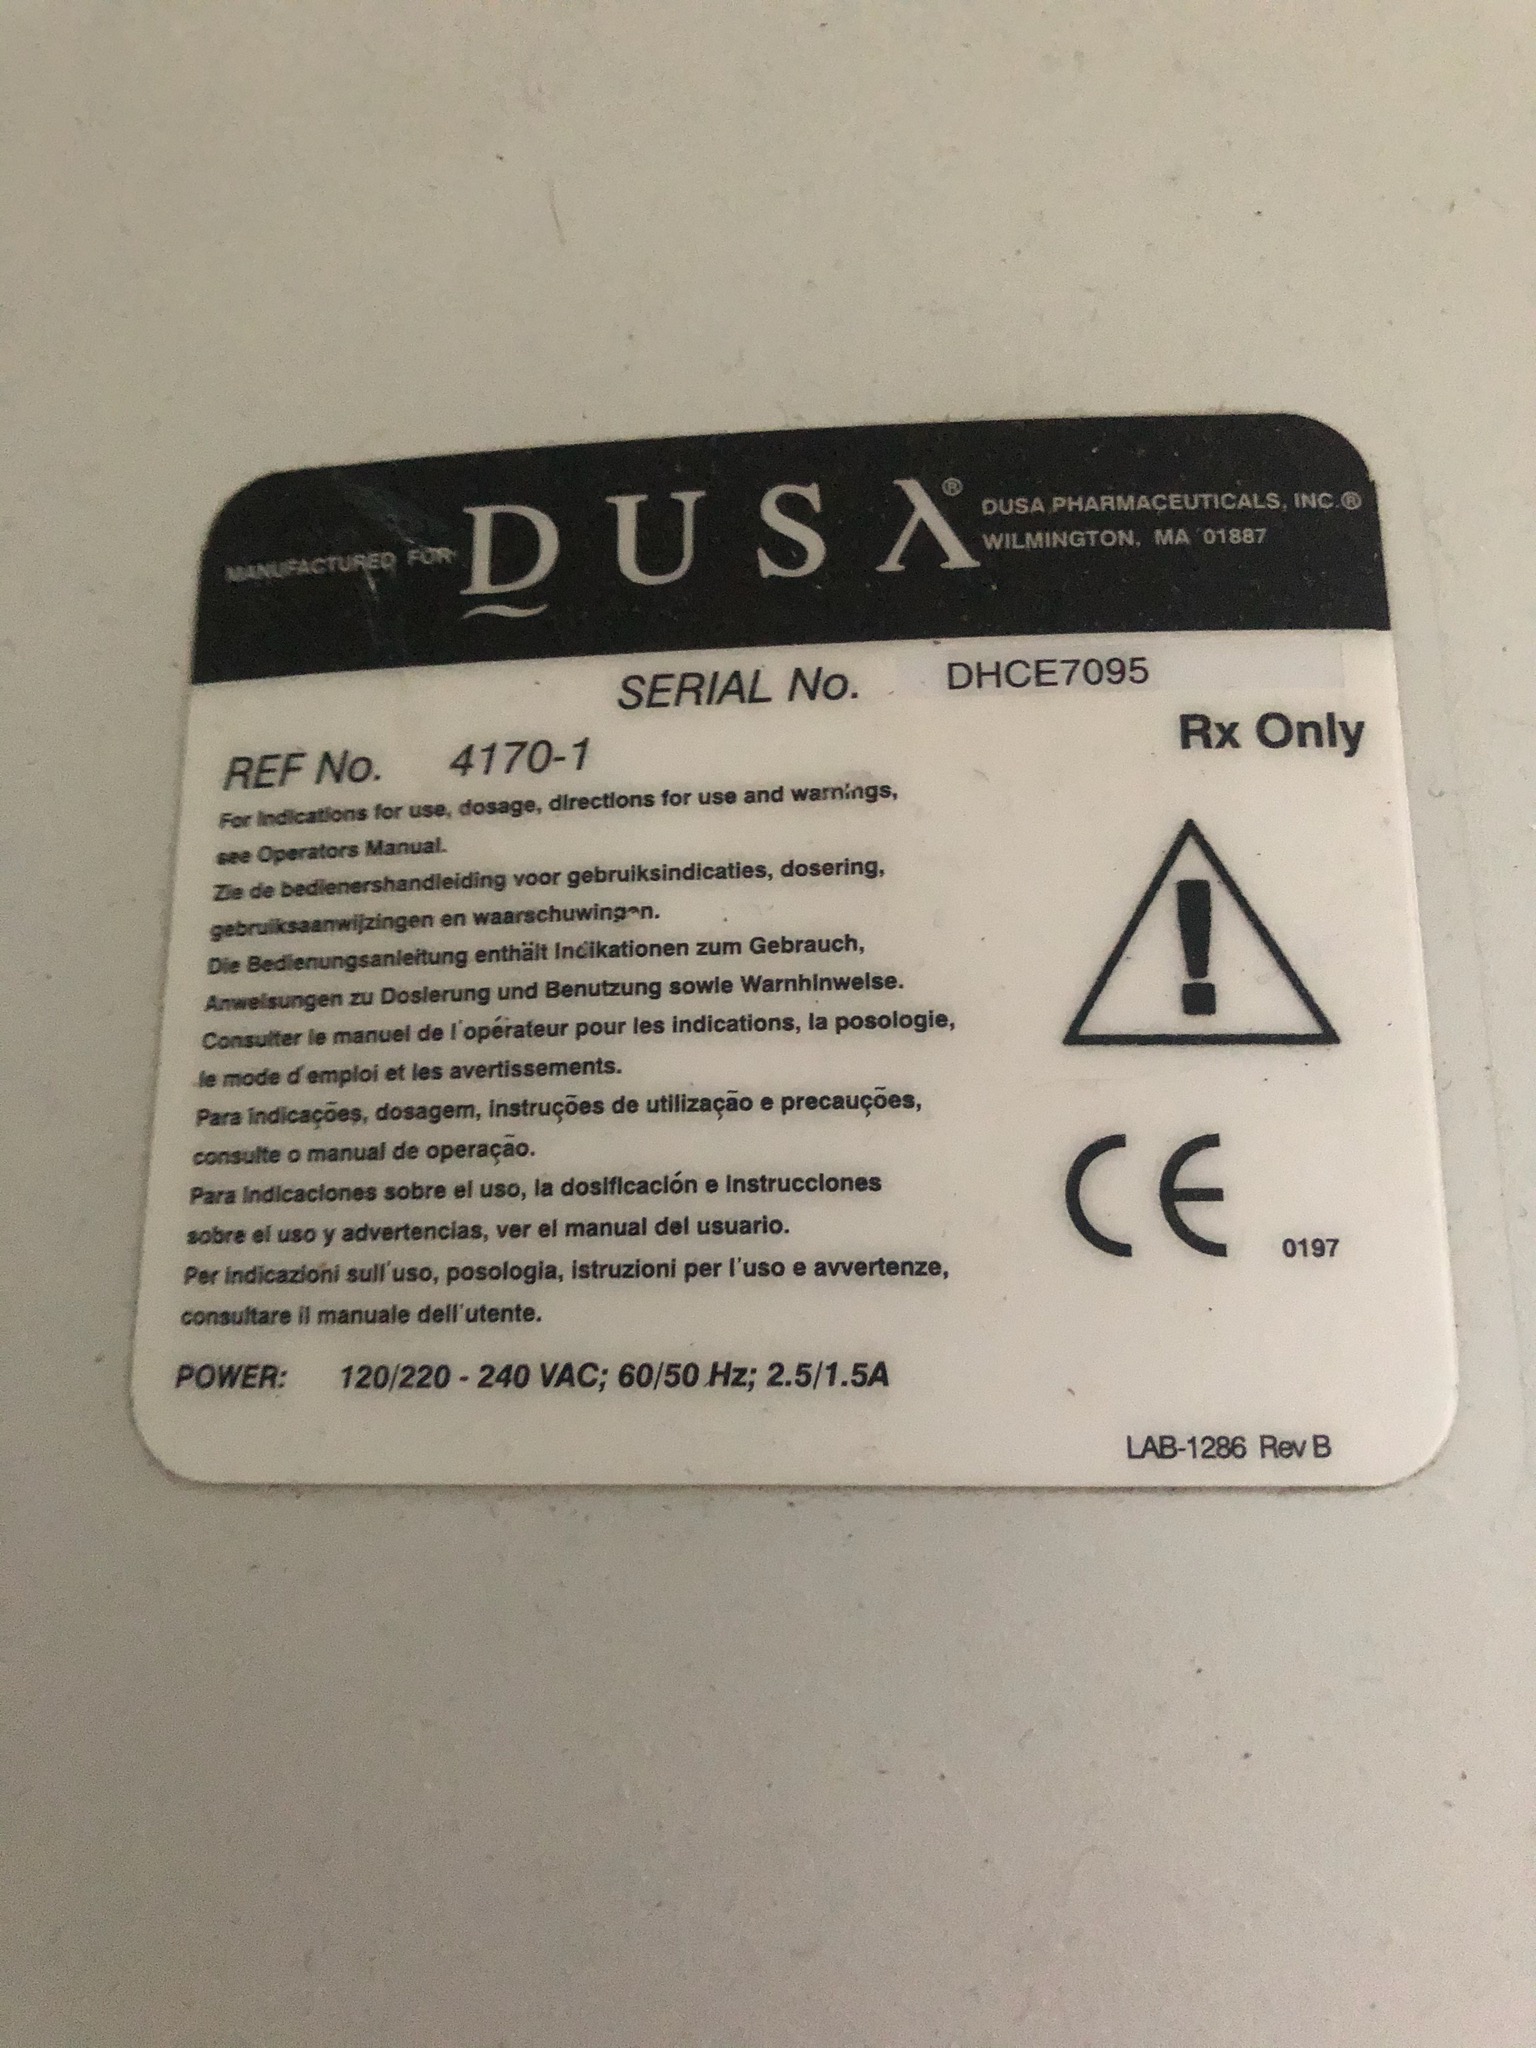 MANUFACTURED FOR DUSA® DUSA PHARMACEUTICALS, INC.®
WILMINGTON, MA 01887
SERIAL No. DHCE7095
Rx Only
REF No. 4170-1
For indications for use, dosage, directions for use and warnings,
see Operators Manual.
Zie de bedienershandleiding voor gebruiksindicaties, dosering,
gebruiksaanwijzingen en waarschuwingen.
Die Bedienungsanleitung enthält Indikationen zum Gebrauch,
Anweisungen zu Dosierung und Benutzung sowie Warnhinweise.
Consulter le manuel de l'opérateur pour les indications, la posologie,
le mode d'emploi et les avertissements.
Para indicações, dosagem, instruções de utilização e precauções,
consulte o manual de operação.
Para indicaciones sobre el uso, la dosificación e instrucciones
sobre el uso y advertencias, ver el manual del usuario.
Per indicazioni sull'uso, posologia, istruzioni per l'uso e avvertenze,
consultare il manuale dell'utente.
CE 0197
POWER: 120/220 - 240 VAC; 60/50 Hz; 2.5/1.5A
LAB-1286 Rev B